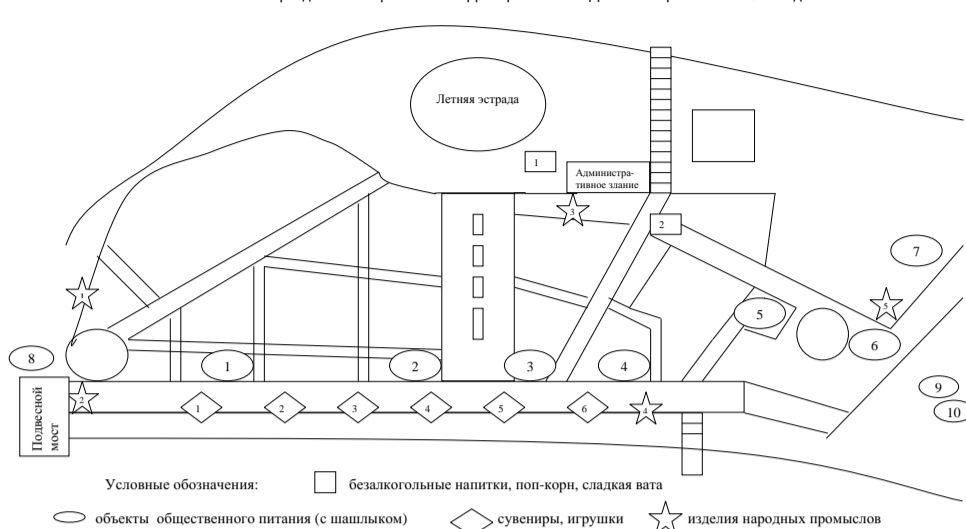 Летняя эстрада
1
Администра-
тивное здание
3
2
7
1
5
5
6
8
1
2
3
4
9
10
2
1
2
3
4
5
6
4
Подвесной
мост
Условные обозначения:
безалкогольные напитки, поп-корн, сладкая вата
объекты общественного питания (с шашлыком)
сувениры, игрушки
изделия народных промыслов